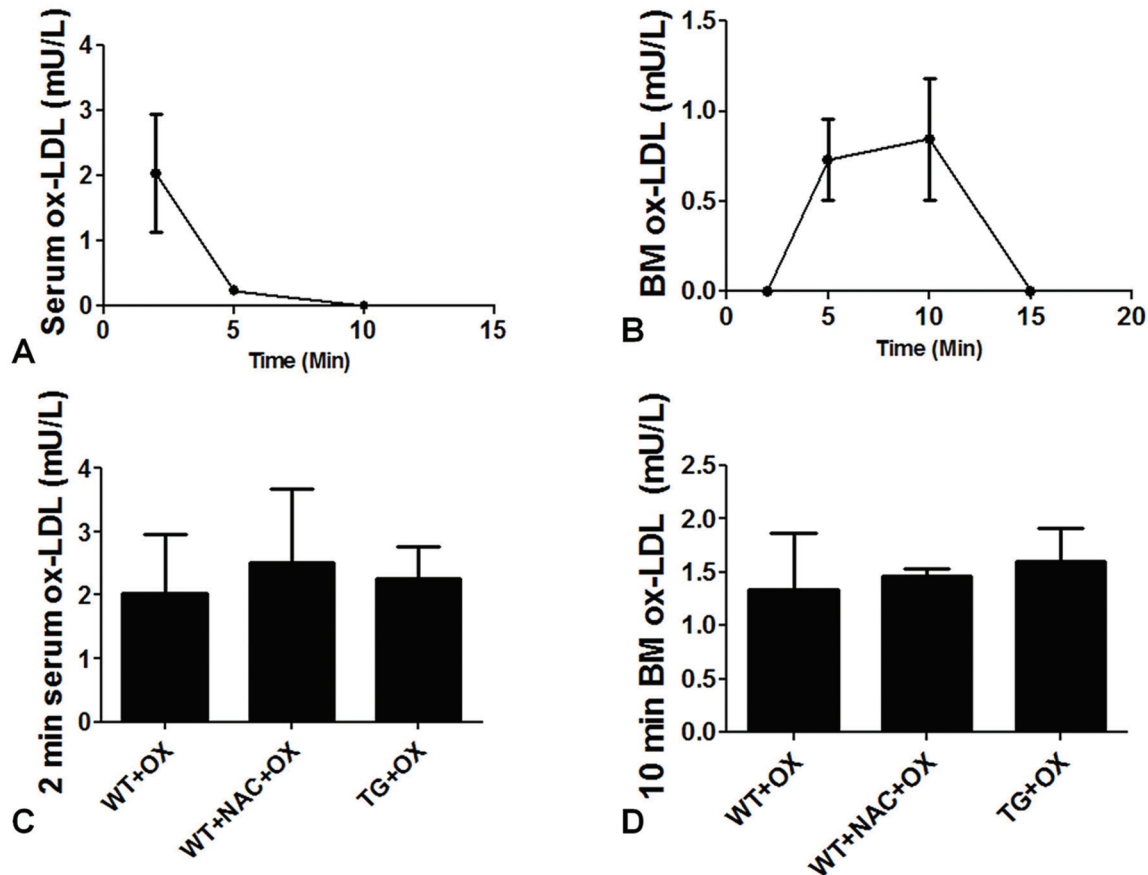 Serum ox-LDL (mU/L)
4
3
2
1
0
0
5
10
15
Time (Min)
A
BM ox-LDL (mU/L)
1.5
1.0
0.5
0.0
0
5
10
15
20
Time (Min)
B
2 min serum ox-LDL (mU/L)
4
3
2
1
0
WT+OX
WT+NAC+OX
TG+OX
C
10 min BM ox-LDL (mU/L)
2.5
2.0
1.5
1.0
0.5
0.0
WT+OX
WT+NAC+OX
TG+OX
D